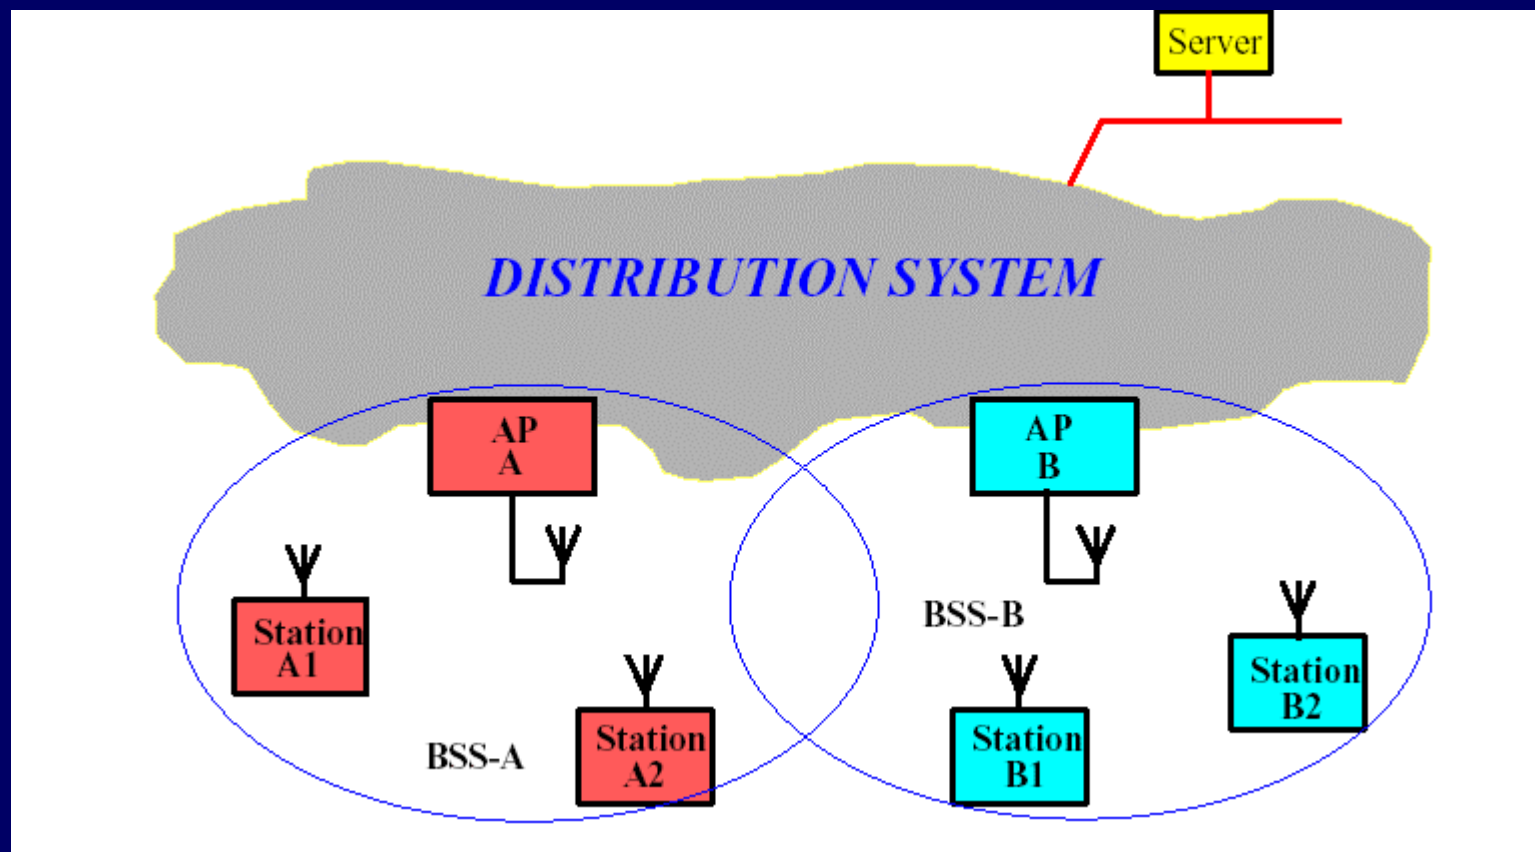 Server
DISTRIBUTION SYSTEM
AP
A
AP
B
Station
A1
BSS-A
Station
A2
BSS-B
Station
B1
Station
B2